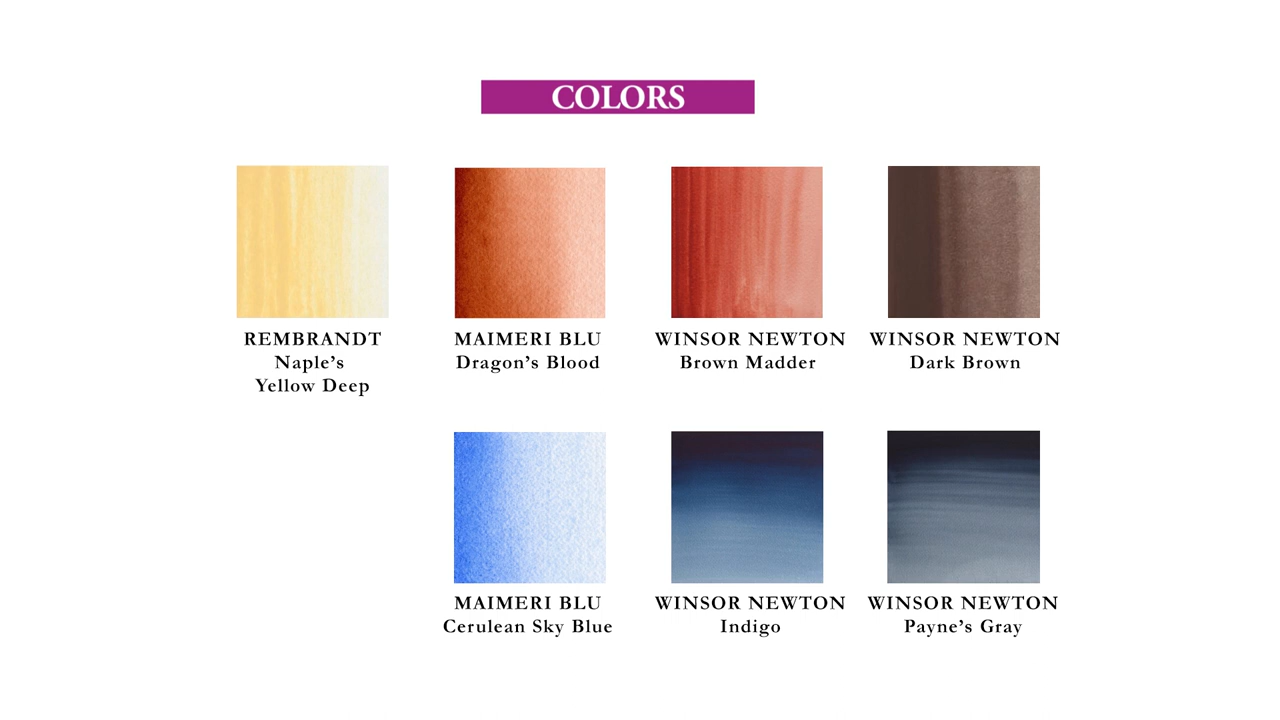 COLORS
REMBRANDT
Naple’s
Yellow Deep
MAIMERI BLU
Dragon’s Blood
WINSOR NEWTON
Brown Madder
WINSOR NEWTON
Dark Brown
MAIMERI BLU
Cerulean Sky Blue
WINSOR NEWTON
Indigo
WINSOR NEWTON
Payne’s Gray